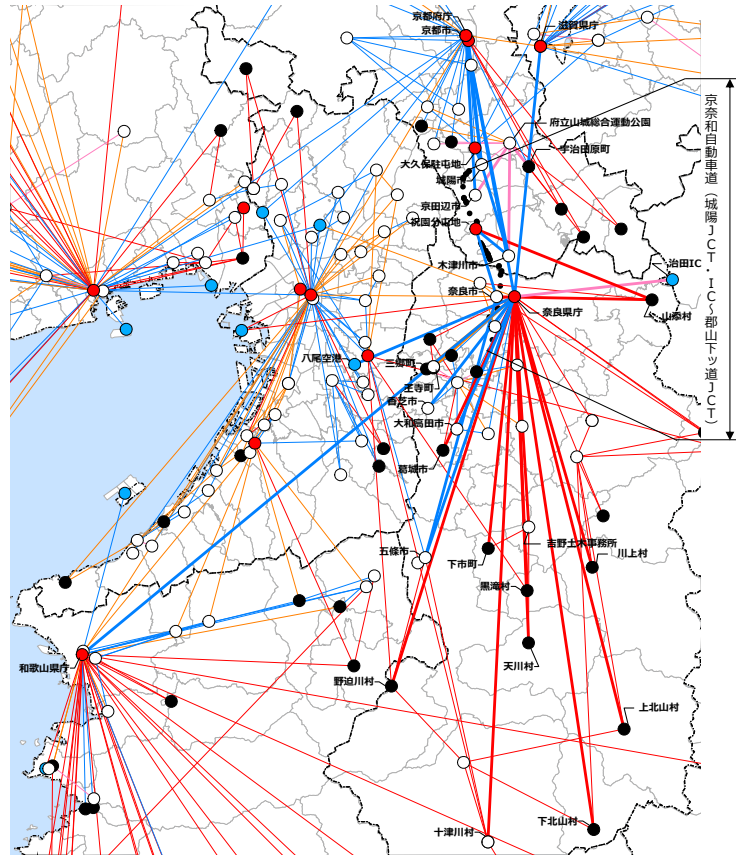 京都府庁
京都市
滋賀県庁
府立山城総合運動公園
宇治田原町
大久保駐屯地
城陽市
京田辺市
祝園分屯地
木津川市
治田IC
奈良市
奈良県庁
山添村
八尾空港
三郷町
王寺町
香芝市
大和高田市
葛城市
五條市
下市町
吉野土木事務所
川上村
黒滝村
天川村
和歌山県庁
野迫川村
上北山村
十津川村
下北山村
京奈和自動車道（城陽JCT・IC～郡山下ツ道JCT）